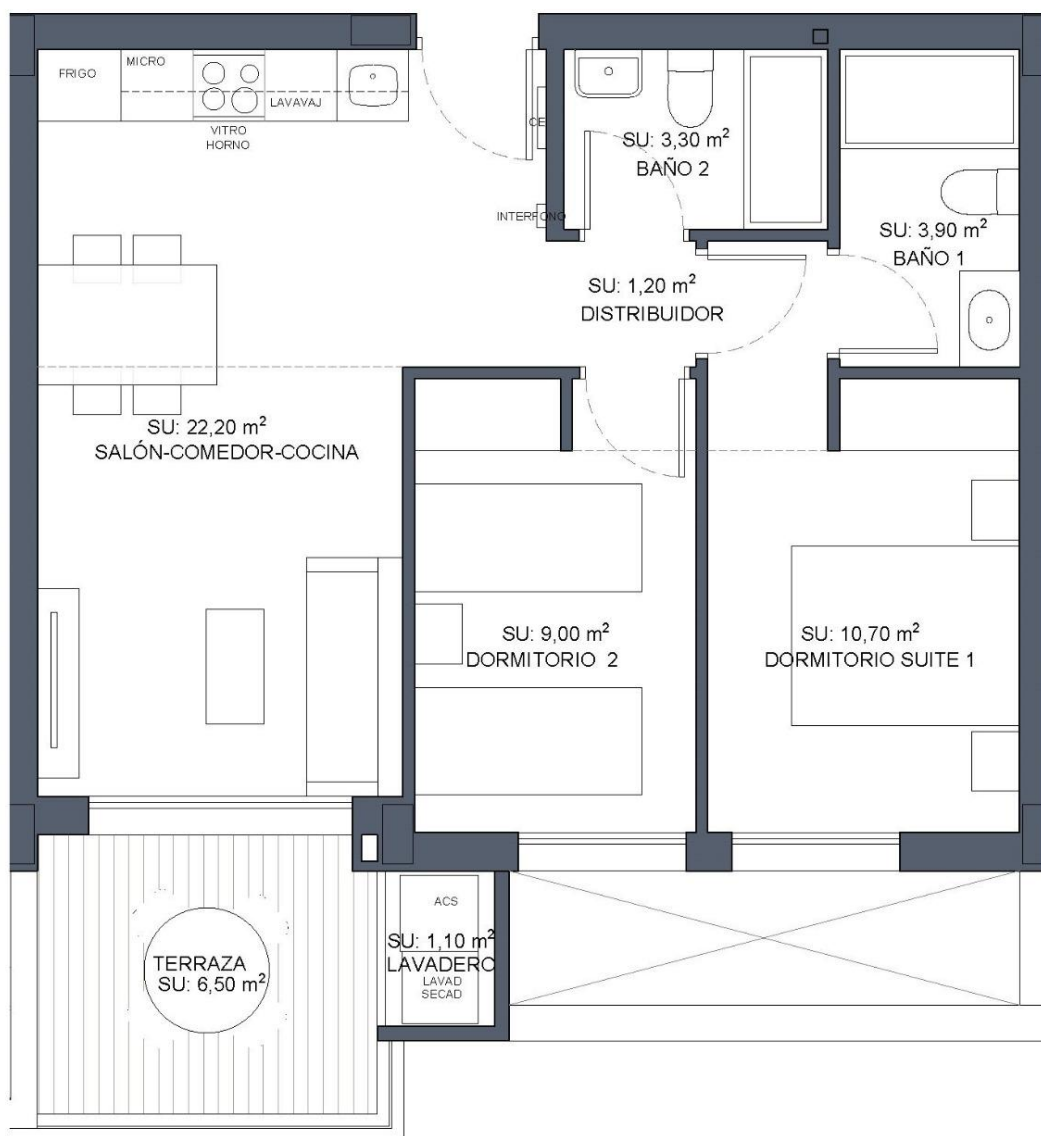 FRIGO
MICRO
LAVAVAJ
VITRO
HORNO
CE
INTERFONO
SU: 3,30 m²
BAÑO 2
SU: 3,90 m²
BAÑO 1
SU: 1,20 m²
DISTRIBUIDOR
SU: 22,20 m²
SALÓN-COMEDOR-COCINA
SU: 9,00 m²
DORMITORIO 2
SU: 10,70 m²
DORMITORIO SUITE 1
ACS
SU: 1,10 m²
LAVADERO
LAVAD
SECAD
TERRAZA
SU: 6,50 m²